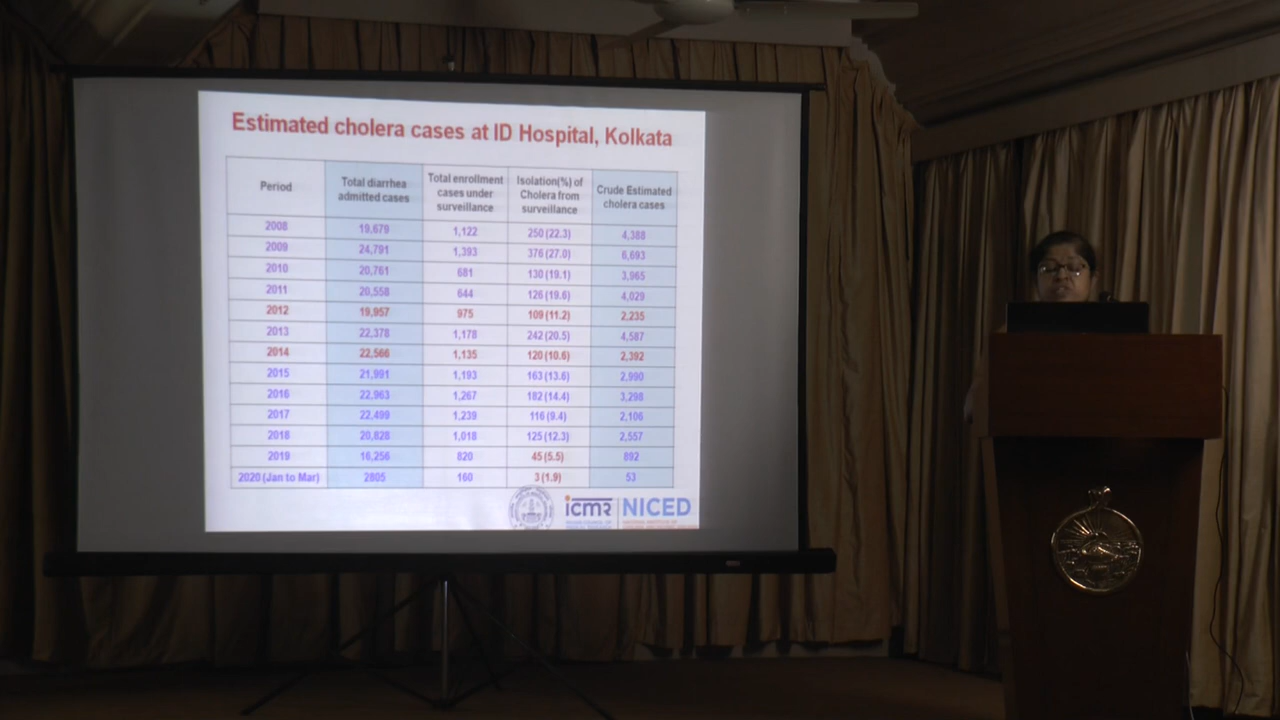 Estimated cholera cases at ID Hospital, Kolkata
Period Total diarrhea admitted cases Total enrollment cases under surveillance Isolation(%) of Cholera from surveillance Crude Estimated cholera cases
2008 19,679 1,122 250 (22.3) 4,388
2009 24,791 1,393 376 (27.0) 6,693
2010 20,761 681 130 (19.1) 3,965
2011 20,558 644 126 (19.6) 4,029
2012 19,957 975 109 (11.2) 2,235
2013 22,378 1,178 242 (20.5) 4,587
2014 22,566 1,135 120 (10.6) 2,392
2015 21,991 1,193 163 (13.6) 2,990
2016 22,963 1,267 182 (14.4) 3,298
2017 22,499 1,239 116 (9.4) 2,106
2018 20,828 1,018 125 (12.3) 2,557
2019 16,256 820 45 (5.5) 892
2020 (Jan to Mar) 2805 160 3 (1.9) 53
icmr NICED